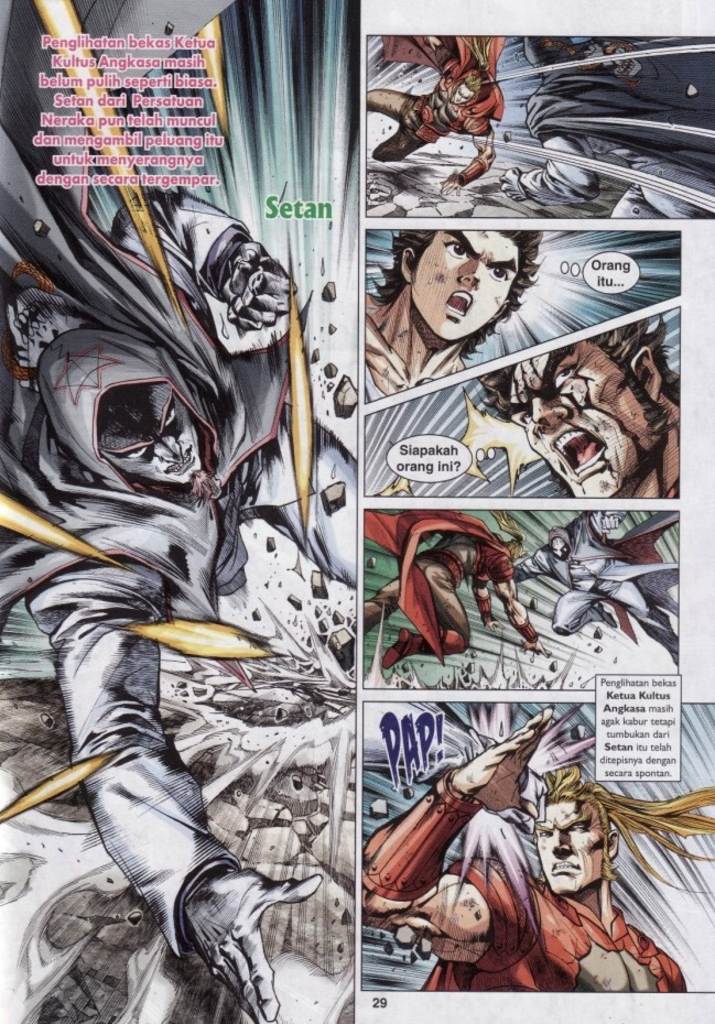 Penglihatan bekas Ketua
Kultus Angkasa masih
belum pulih seperti biasa.
Setan dari Persatuan
Neraka pun telah muncul
dan mengambil peluang itu
untuk menyerangnya
dengan secara tergempar.
Setan
Orang
itu...
Siapakah
orang ini?
Penglihatan bekas
Ketua Kultus
Angkasa masih
agak kabur tetapi
tumbukan dari
Setan itu telah
ditepisnya dengan
secara spontan.
PAP!
29